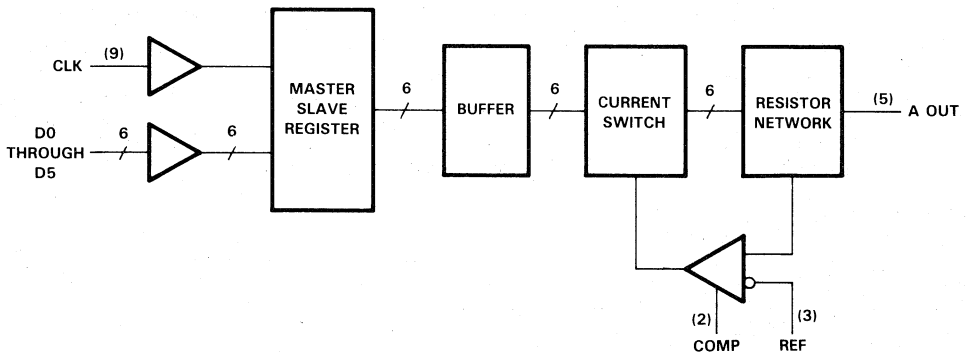 CLK
(9)
D0
THROUGH
D5
6
6
MASTER
SLAVE
REGISTER
6
BUFFER
6
CURRENT
SWITCH
6
RESISTOR
NETWORK
(5)
A OUT
(2)
COMP
(3)
REF